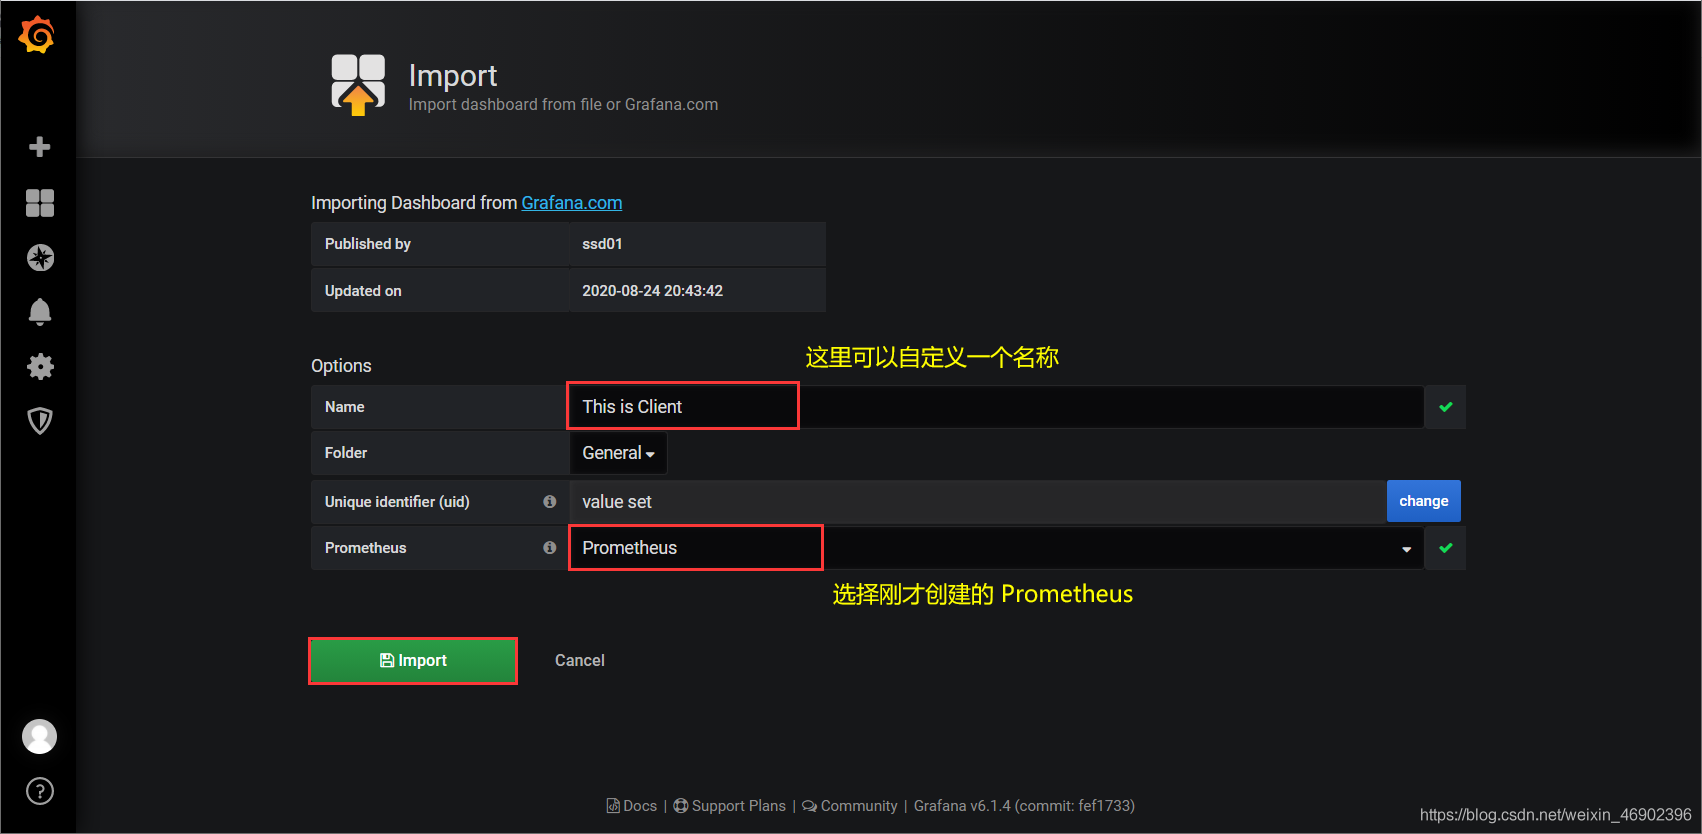 Import
Import dashboard from file or Grafana.com
Importing Dashboard from Grafana.com
Published by ssd01
Updated on 2020-08-24 20:43:42
这里可以自定义一个名称
Options
Name This is Client
Folder General
Unique identifier (uid) value set change
Prometheus Prometheus
选择刚才创建的 Prometheus
Import Cancel
Docs | Support Plans | Community | Grafana v6.1.4 (commit: fef1733)
https://blog.csdn.net/weixin_46902396